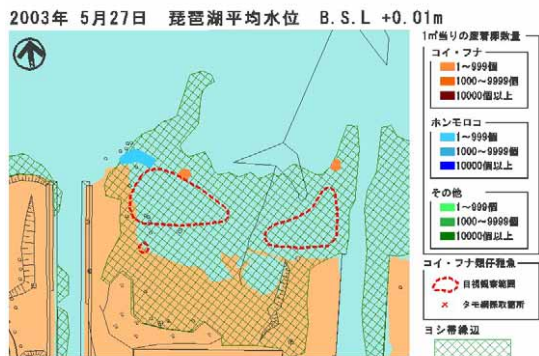 2003年 5月27日 琵琶湖平均水位 B.S.L +0.01m
1㎡当りの産着卵数量
コイ・フナ
1～999個
1000～9999個
10000個以上
ホンモロコ
1～999個
1000～9999個
10000個以上
その他
1～999個
1000～9999個
10000個以上
コイ・フナ類仔稚魚
目視観察範囲
タモ網採取箇所
ヨシ帯縁辺